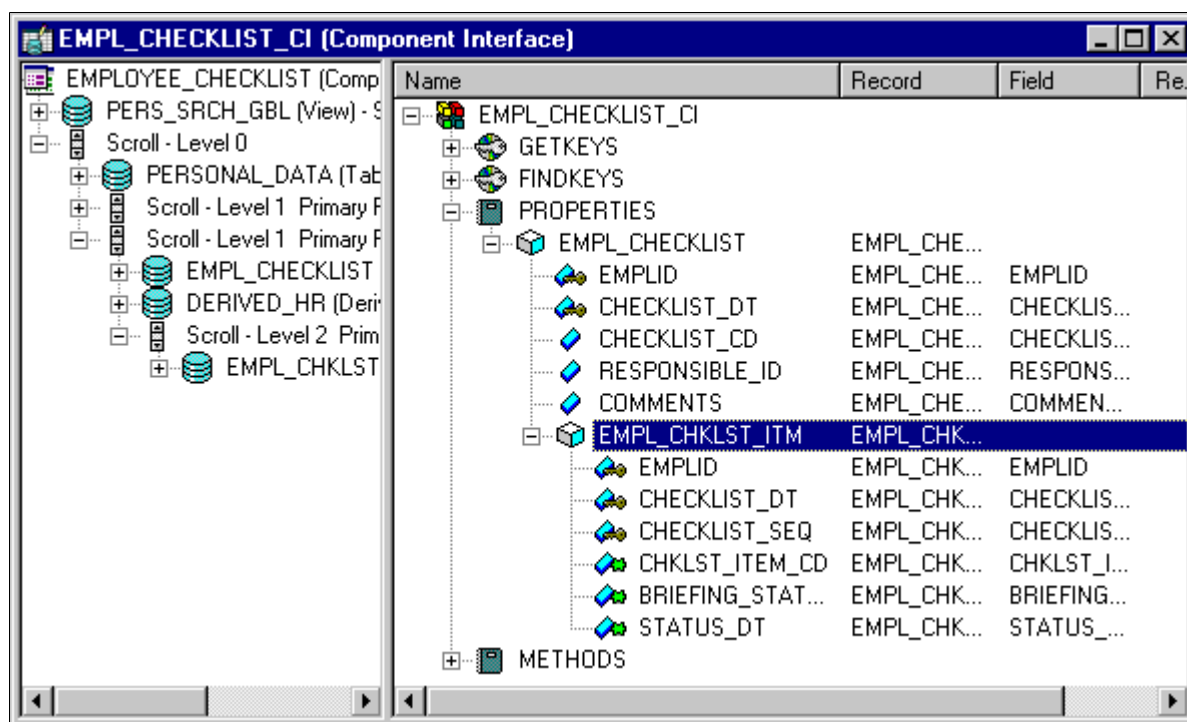 EMPL_CHECKLIST_CI (Component Interface)
EMPLOYEE_CHECKLIST (Comp
PERS_SRCH_GBL (View) - S
Scroll - Level 0
PERSONAL_DATA (Tab
Scroll - Level 1 Primary R
Scroll - Level 1 Primary R
EMPL_CHECKLIST
DERIVED_HR (Deri
Scroll - Level 2 Prim
EMPL_CHKLST
Name Record Field Re.
EMPL_CHECKLIST_CI
GETKEYS
FINDKEYS
PROPERTIES
EMPL_CHECKLIST EMPL_CHE...
EMPLID EMPL_CHE... EMPLID
CHECKLIST_DT EMPL_CHE... CHECKLIS...
CHECKLIST_CD EMPL_CHE... CHECKLIS...
RESPONSIBLE_ID EMPL_CHE... RESPONS...
COMMENTS EMPL_CHE... COMMEN...
EMPL_CHKLST_ITM EMPL_CHK...
EMPLID EMPL_CHK... EMPLID
CHECKLIST_DT EMPL_CHK... CHECKLIS...
CHECKLIST_SEQ EMPL_CHK... CHECKLIS...
CHKLST_ITEM_CD EMPL_CHK... CHKLST_I...
BRIEFING_STAT... EMPL_CHK... BRIEFING...
STATUS_DT EMPL_CHK... STATUS_...
METHODS